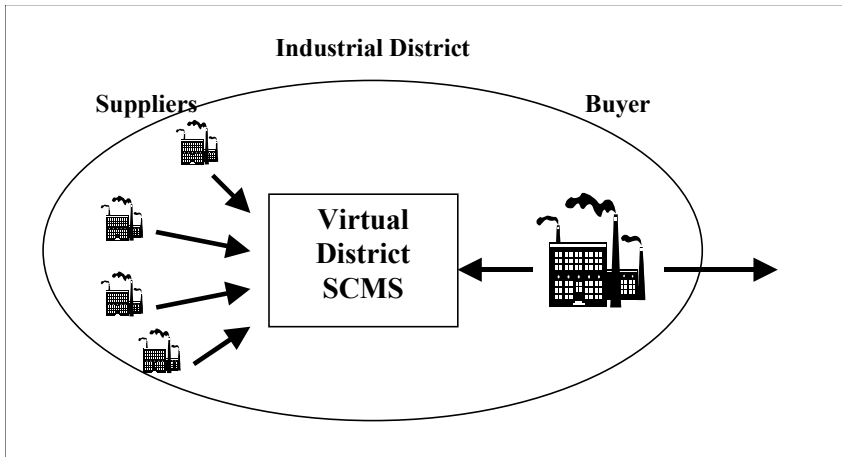 Industrial District
Suppliers
Buyer
Virtual
District
SCMS